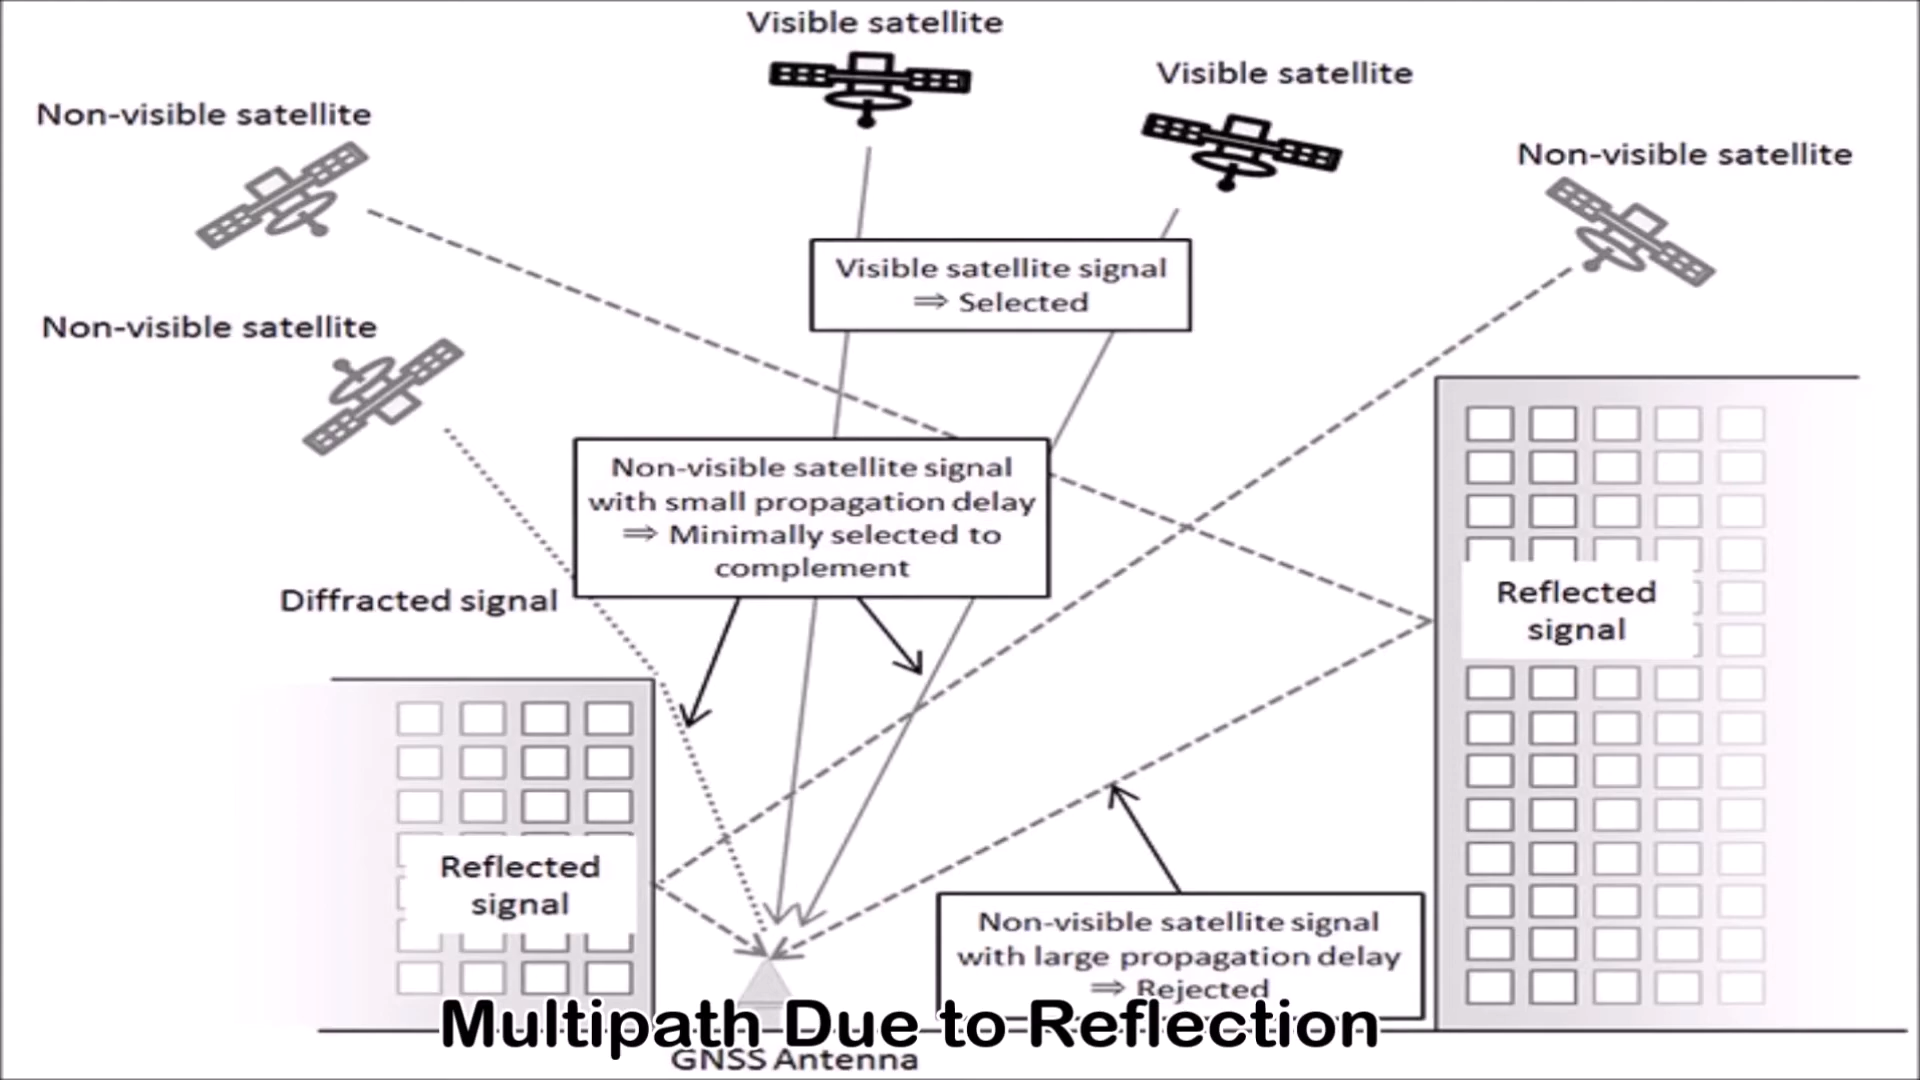 Visible satellite
Visible satellite
Non-visible satellite
Non-visible satellite
Visible satellite signal
⇒ Selected
Non-visible satellite
Non-visible satellite signal
with small propagation delay
⇒ Minimally selected to
complement
Diffracted signal
Reflected
signal
Reflected
signal
Non-visible satellite signal
with large propagation delay
⇒ Rejected
Multipath Due to Reflection
GNSS Antenna